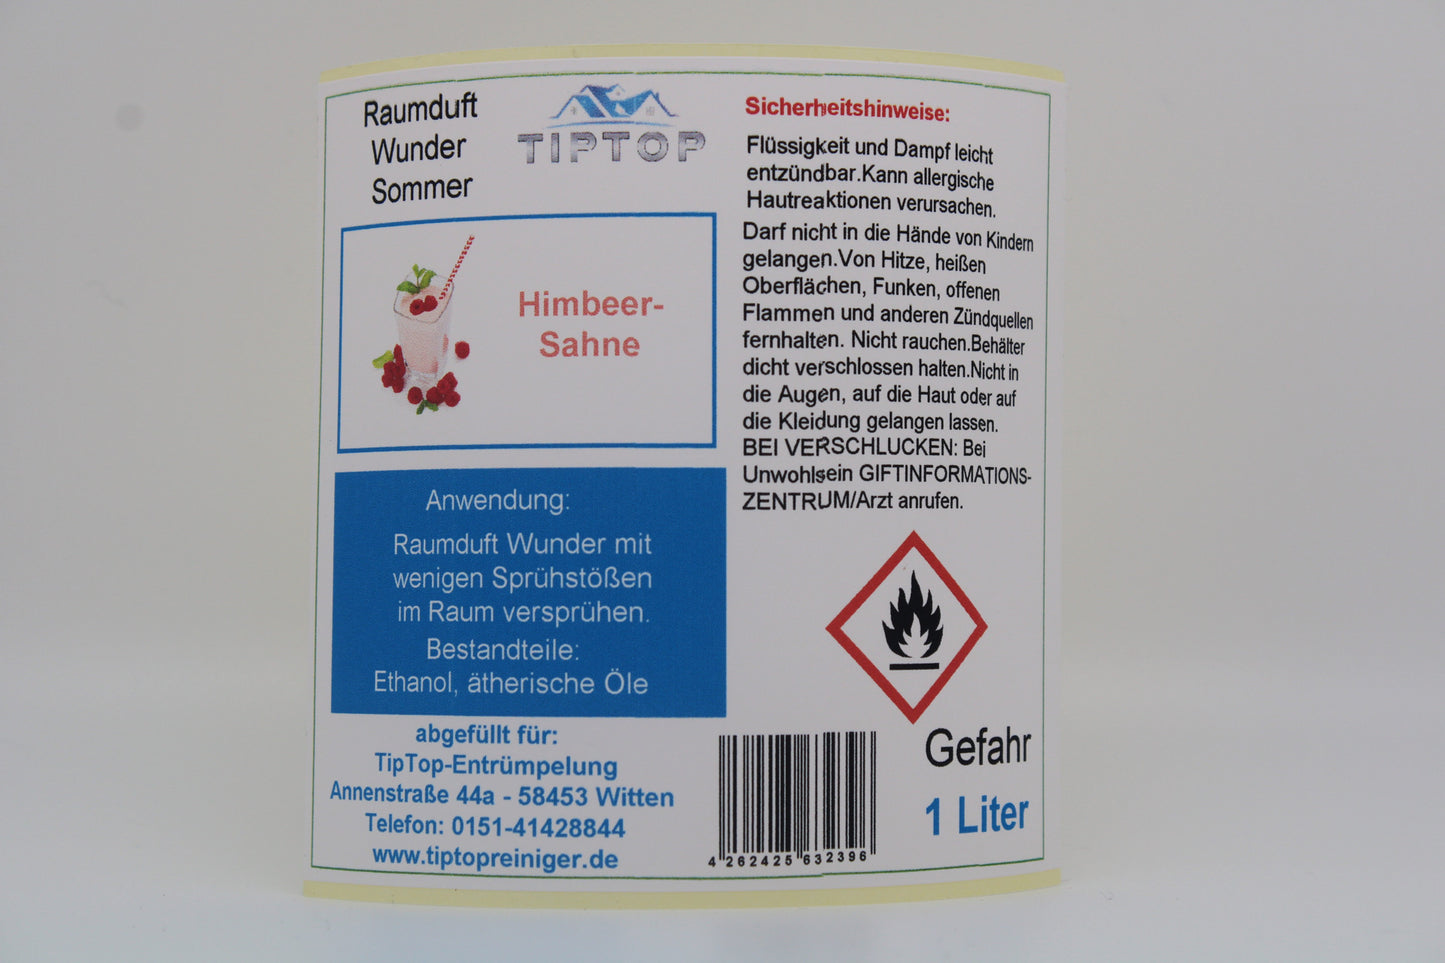 Raumduft
Wunder
Sommer
TIPTOP
Himbeer-
Sahne
Anwendung:
Raumduft Wunder mit
wenigen Sprühstößen
im Raum versprühen.
Bestandteile:
Ethanol, ätherische Öle
abgefüllt für:
TipTop-Entrümpelung
Annenstraße 44a - 58453 Witten
Telefon: 0151-41428844
www.tiptopreiniger.de
Sicherheitshinweise:
Flüssigkeit und Dampf leicht
entzündbar.Kann allergische
Hautreaktionen verursachen.
Darf nicht in die Hände von Kindern
gelangen.Von Hitze, heißen
Oberflächen, Funken, offenen
Flammen und anderen Zündquellen
fernhalten. Nicht rauchen.Behälter
dicht verschlossen halten.Nicht in
die Augen, auf die Haut oder auf
die Kleidung gelangen lassen.
BEI VERSCHLUCKEN: Bei
Unwohlsein GIFTINFORMATIONS-
ZENTRUM/Arzt anrufen.
Gefahr
1 Liter
4 262425 632396